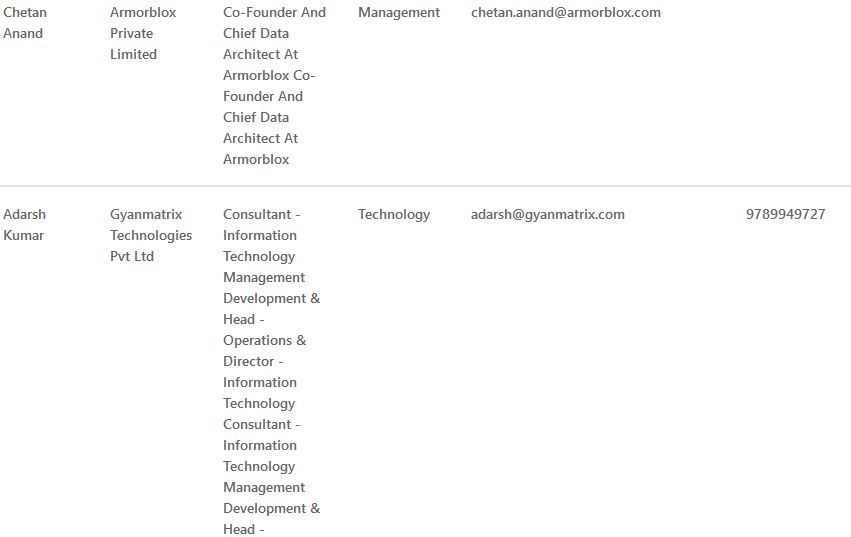 Chetan Anand
Armorblox Private Limited
Co-Founder And Chief Data Architect At Armorblox Co-Founder And Chief Data Architect At Armorblox
Management
chetan.anand@armorblox.com
Adarsh Kumar
Gyanmatrix Technologies Pvt Ltd
Consultant - Information Technology Management Development & Head - Operations & Director - Information Technology Consultant - Information Technology Management Development & Head -
Technology
adarsh@gyanmatrix.com
9789949727